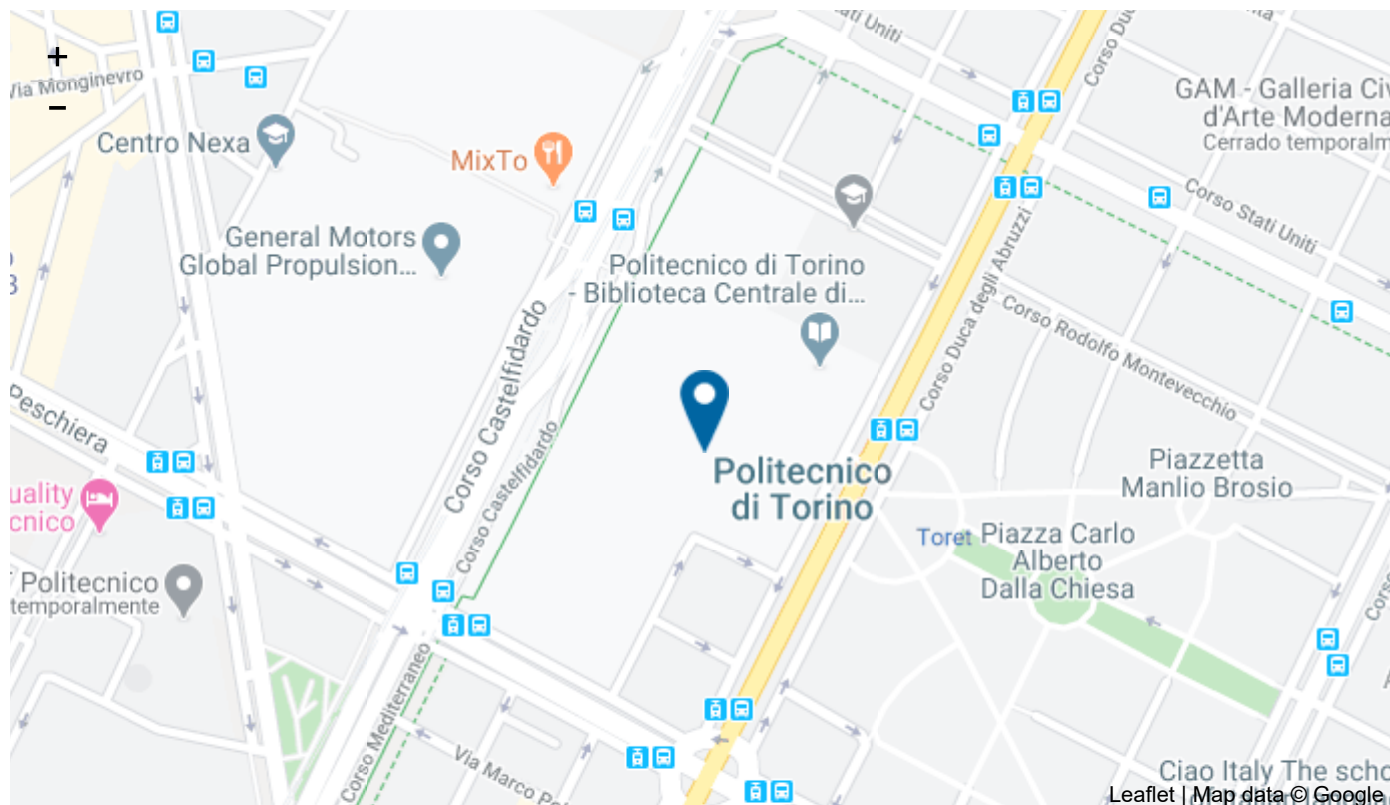 Stati Uniti
Corso Duc
+
Via Monginevro
−
Centro Nexa
MixTo
GAM - Galleria Civ
d'Arte Moderna
Cerrado temporalm
Corso Stati Uniti
General Motors
Global Propulsion...
Politecnico di Torino
- Biblioteca Centrale di...
Corso Duca degli Abruzzi
Corso Rodolfo Montevecchio
Corso Castelfidardo
Corso Castelfidardo
Peschiera
Politecnico
di Torino
Piazzetta
Manlio Brosio
uality
cnico
Toret
Piazza Carlo
Alberto
Dalla Chiesa
Politecnico
temporalmente
Corso
Corso Mediterraneo
Via Marco Po
Ciao Italy The scho
Leaflet | Map data © Google